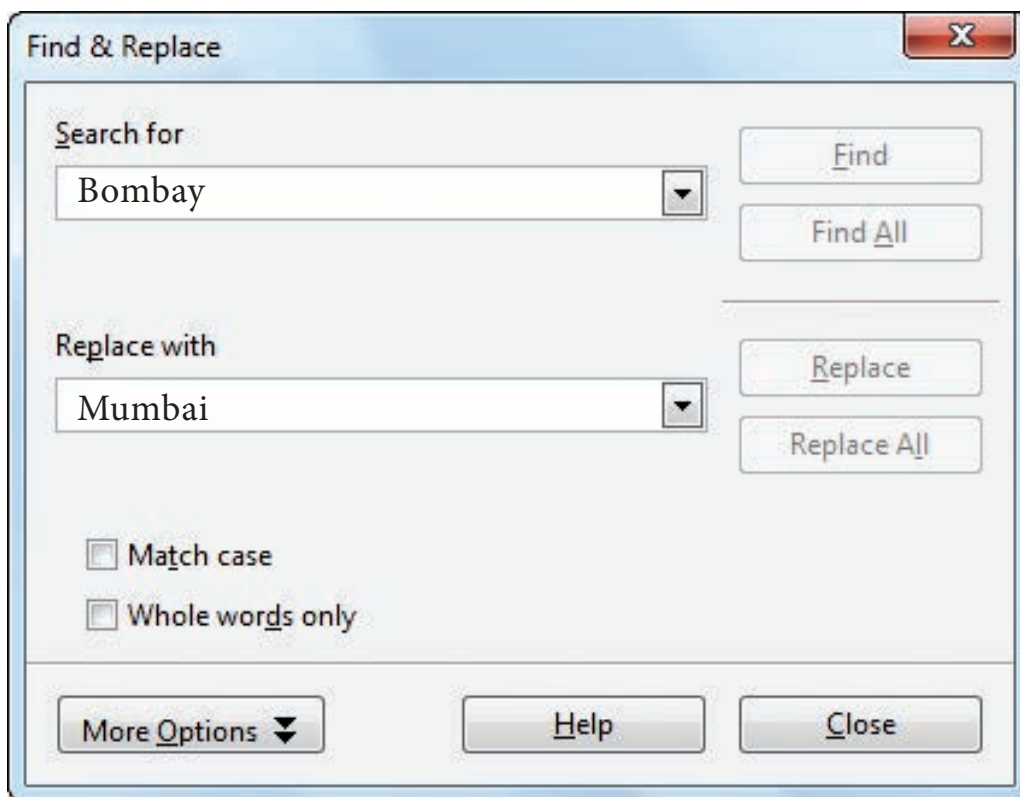 Find & Replace
Search for
Bombay
Find
Find All
Replace with
Mumbai
Replace
Replace All
Match case
Whole words only
More Options
Help
Close